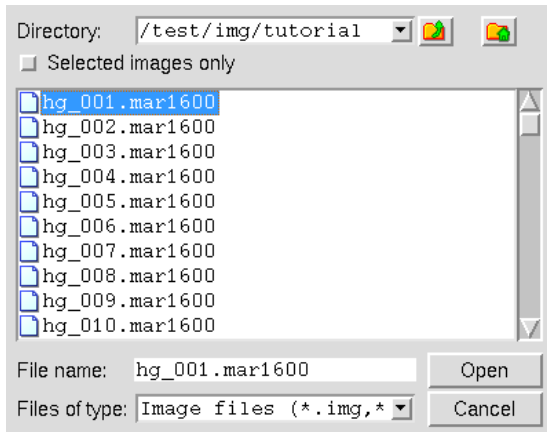 Directory: /test/img/tutorial
Selected images only
hg_001.mar1600
hg_002.mar1600
hg_003.mar1600
hg_004.mar1600
hg_005.mar1600
hg_006.mar1600
hg_007.mar1600
hg_008.mar1600
hg_009.mar1600
hg_010.mar1600
File name: hg_001.mar1600 Open
Files of type: Image files (*.img,* Cancel